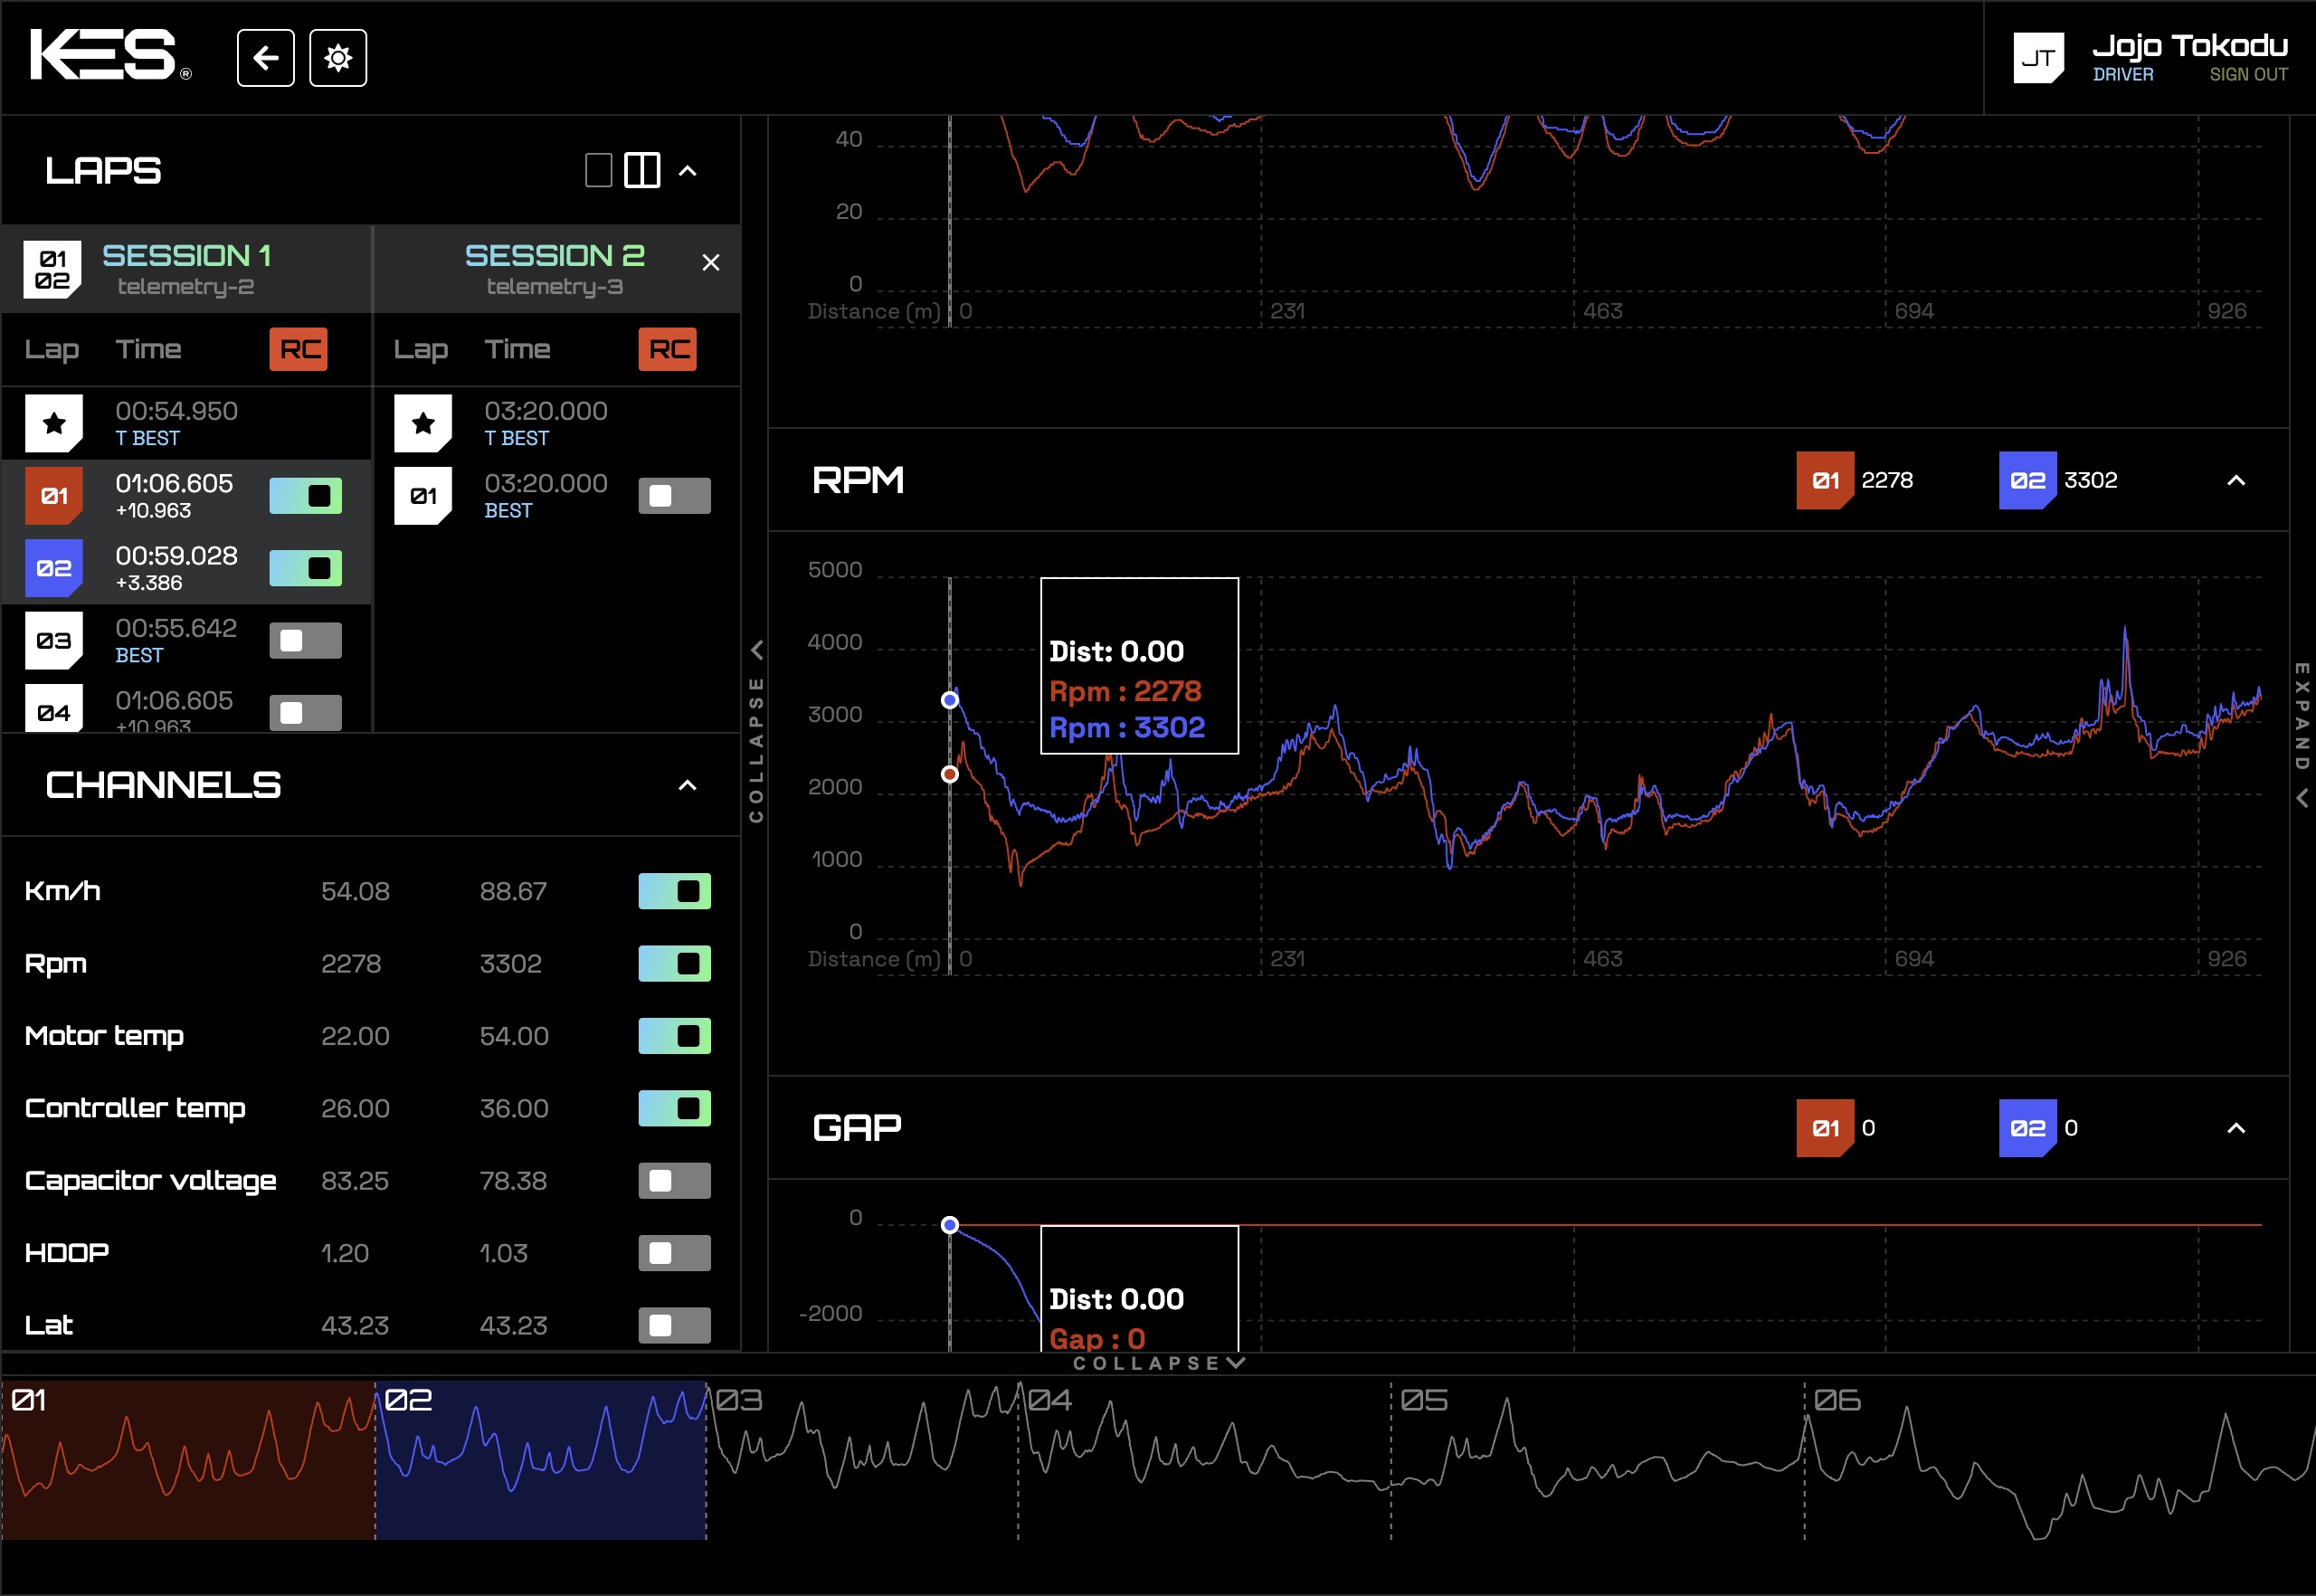 KES®
JT
Jojo Tokodu
DRIVER
SIGN OUT
LAPS
01
02
SESSION 1
telemetry-2
SESSION 2
telemetry-3
Lap Time RC
Lap Time RC
00:54.950
T BEST
03:20.000
T BEST
01
01:06.605
+10.963
01
03:20.000
BEST
02
00:59.028
+3.386
03
00:55.642
BEST
04
01:06.605
+10.963
CHANNELS
Km/h 54.08 88.67
Rpm 2278 3302
Motor temp 22.00 54.00
Controller temp 26.00 36.00
Capacitor voltage 83.25 78.38
HDOP 1.20 1.03
Lat 43.23 43.23
COLLAPSE
40
20
0
Distance (m) 0 231 463 694 926
RPM
01 2278
02 3302
5000
4000
3000
2000
1000
0
Dist: 0.00
Rpm : 2278
Rpm : 3302
Distance (m) 0 231 463 694 926
GAP
01 0
02 0
0
-2000
Dist: 0.00
Gap : 0
EXPAND
COLLAPSE
01 02 03 04 05 06